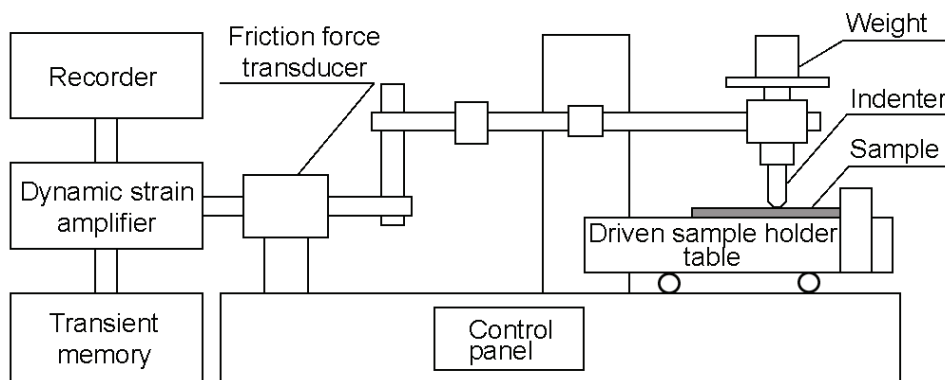 Recorder
Friction force
transducer
Weight
Indenter
Sample
Dynamic strain
amplifier
Driven sample holder
table
Transient
memory
Control
panel